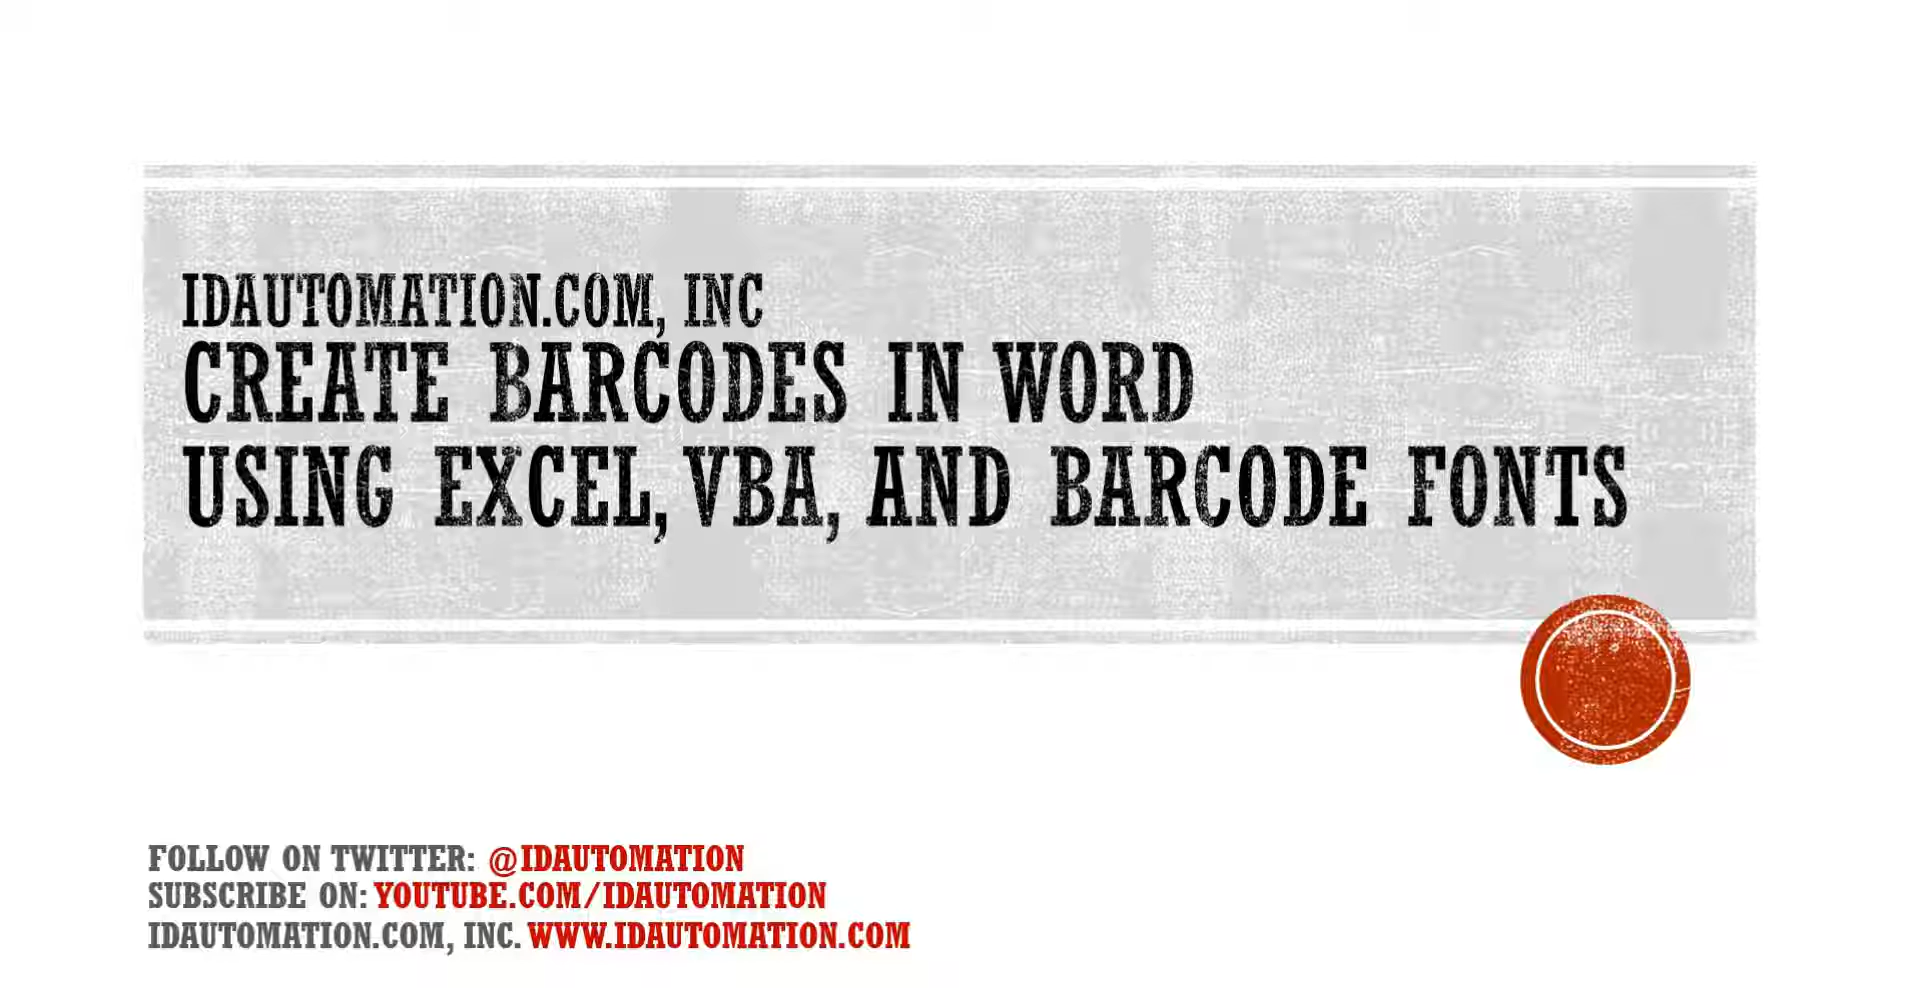 IDAUTOMATION.COM, INC
CREATE BARCODES IN WORD
USING EXCEL, VBA, AND BARCODE FONTS
FOLLOW ON TWITTER: @IDAUTOMATION
SUBSCRIBE ON: YOUTUBE.COM/IDAUTOMATION
IDAUTOMATION.COM, INC. WWW.IDAUTOMATION.COM